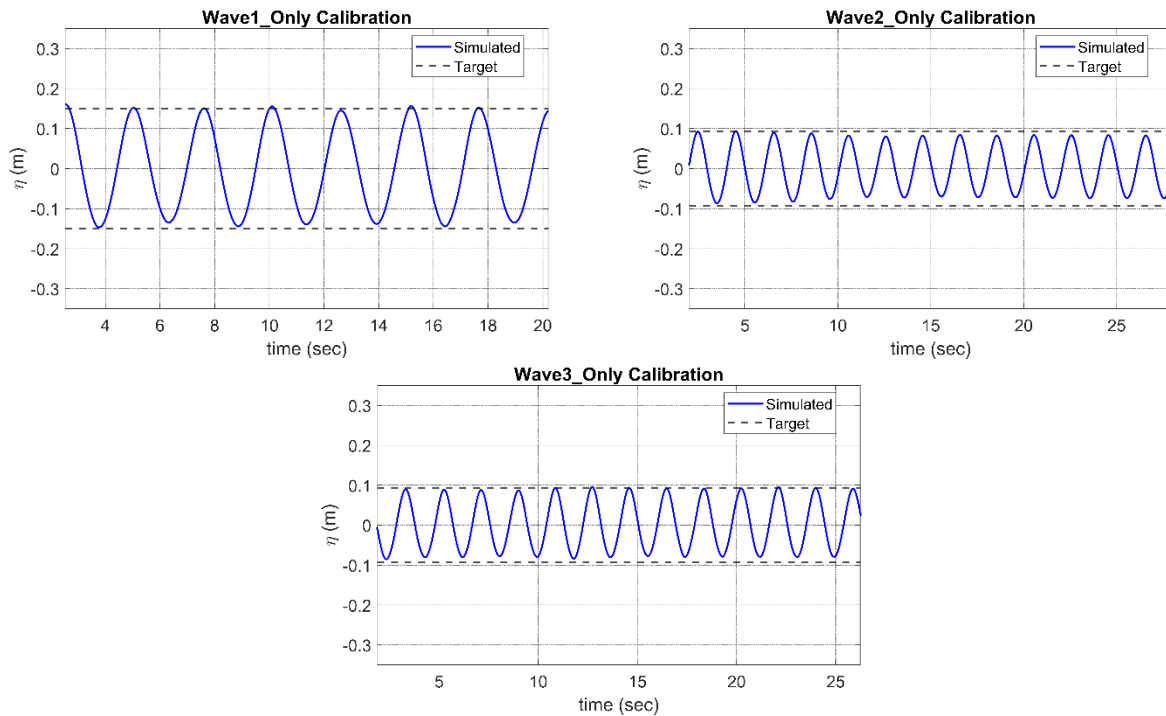 Wave1_Only Calibration
Simulated
Target
0.3
0.2
0.1
0
-0.1
-0.2
-0.3
η (m)
4 6 8 10 12 14 16 18 20
time (sec)
Wave2_Only Calibration
Simulated
Target
0.3
0.2
0.1
0
-0.1
-0.2
-0.3
η (m)
5 10 15 20 25
time (sec)
Wave3_Only Calibration
Simulated
Target
0.3
0.2
0.1
0
-0.1
-0.2
-0.3
η (m)
5 10 15 20 25
time (sec)